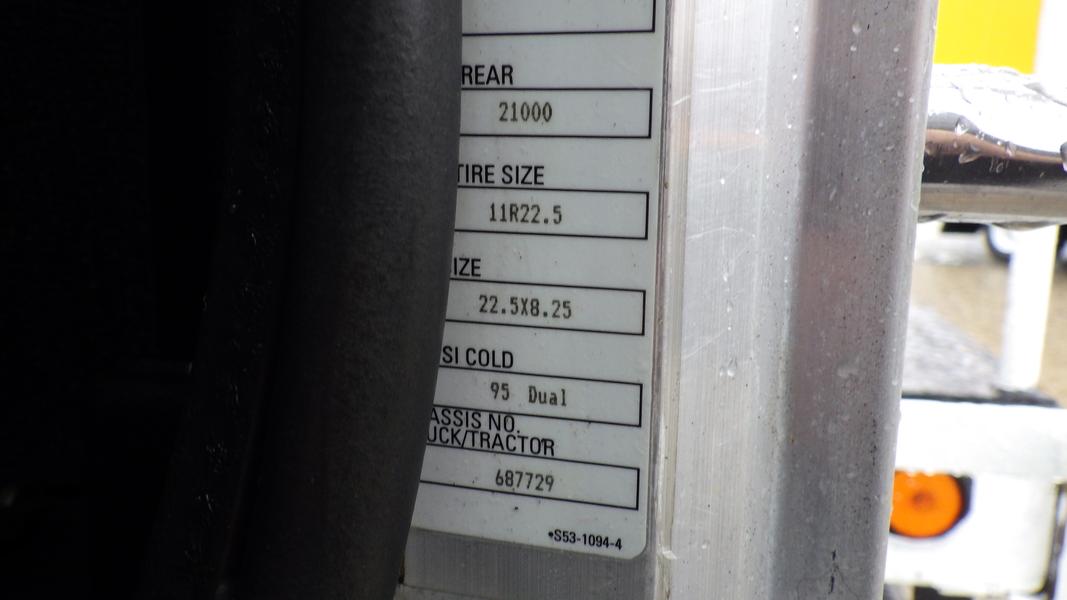 REAR
21000
TIRE SIZE
11R22.5
IZE
22.5X8.25
SI COLD
95 Dual
ASSIS NO.
UCK/TRACTOR
687729
•S53-1094-4